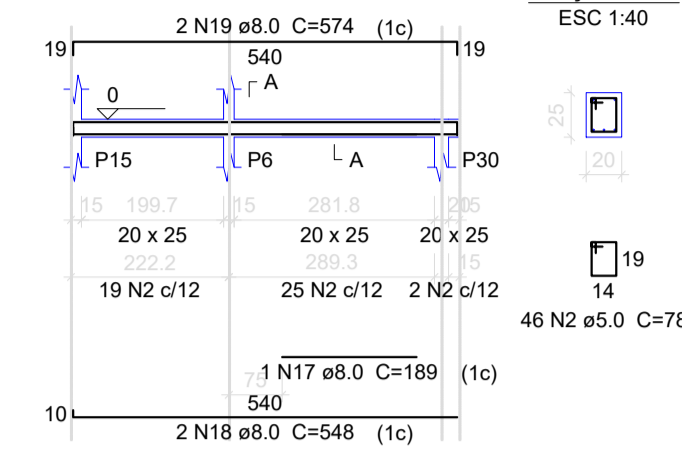 ESC 1:40
2 N19 ø8.0 C=574 (1c)
19 540 19
A
0
P15 P6 A P30
25
20
15 199.7 15 281.8 15
20 x 25 20 x 25 20 x 25
222.2 289.3 15
19 N2 c/12 25 N2 c/12 2 N2 c/12
19
14
46 N2 ø5.0 C=78
1 N17 ø8.0 C=189 (1c)
75
10 540
2 N18 ø8.0 C=548 (1c)